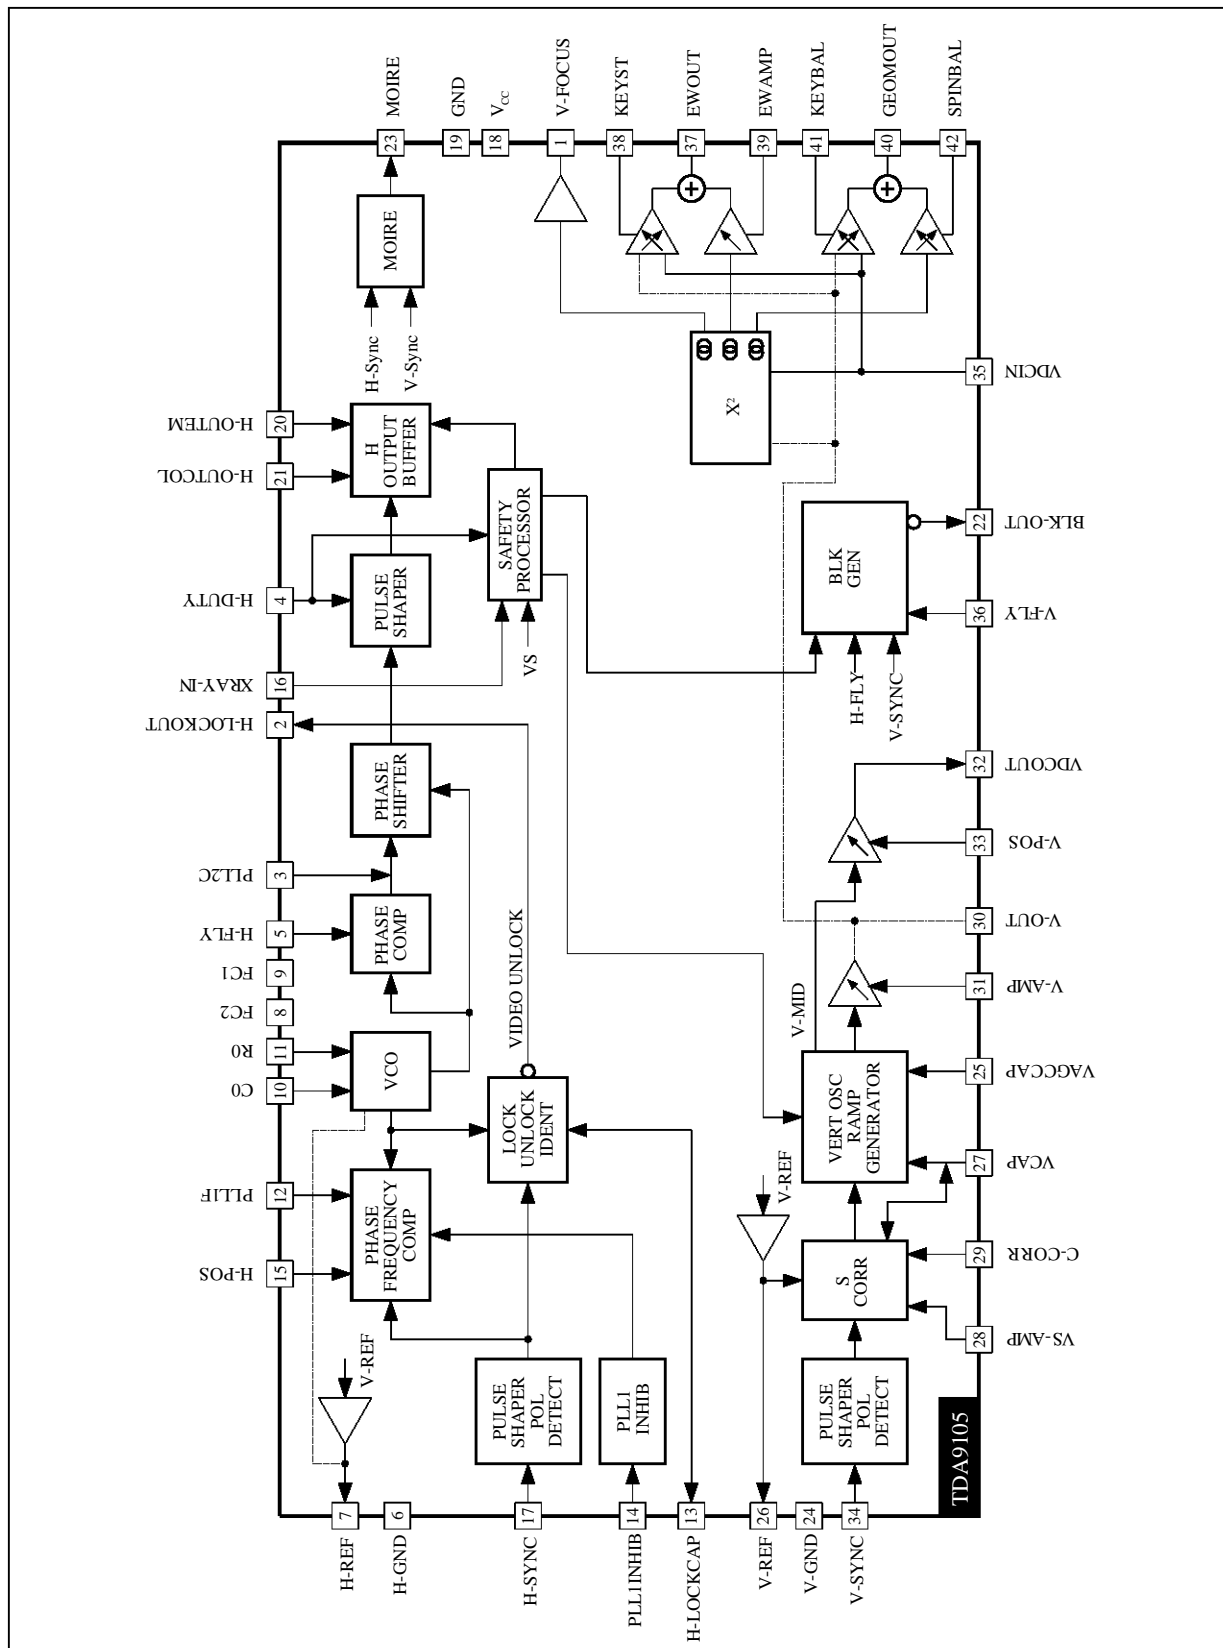 MOIRE
GND
VCC
V-FOCUS
KEYST
EWOUT
EWAMP
KEYBAL
GEOMOUT
SPINBAL
23
19
18
1
38
37
39
41
40
42
MOIRE
H-Sync
V-Sync
H-OUTEM
20
H-OUTCOL
21
H
OUTPUT
BUFFER
X²
35
VDCIN
H-DUTY
4
PULSE
SHAPER
SAFETY
PROCESSOR
VS
BLK
GEN
22
BLK-OUT
36
V-FLY
XRAY-IN
16
H-LOCKOUT
2
H-FLY
V-SYNC
PHASE
SHIFTER
32
VDCOUT
33
V-POS
PLL2C
3
H-FLY
5
PHASE
COMP
FC1
9
FC2
8
VIDEO UNLOCK
V-MID
30
V-OUT
31
V-AMP
R0
11
C0
10
VCO
LOCK
UNLOCK
IDENT
VERT OSC
RAMP
GENERATOR
25
VAGCCAP
27
VCAP
PLL1F
12
H-POS
15
PHASE
FREQUENCY
COMP
V-REF
S
CORR
29
C-CORR
28
VS-AMP
V-REF
PULSE
SHAPER
POL
DETECT
PLL1
INHIB
PULSE
SHAPER
POL
DETECT
TDA9105
7
6
17
14
13
26
24
34
H-REF
H-GND
H-SYNC
PLL1INHIB
H-LOCKCAP
V-REF
V-GND
V-SYNC